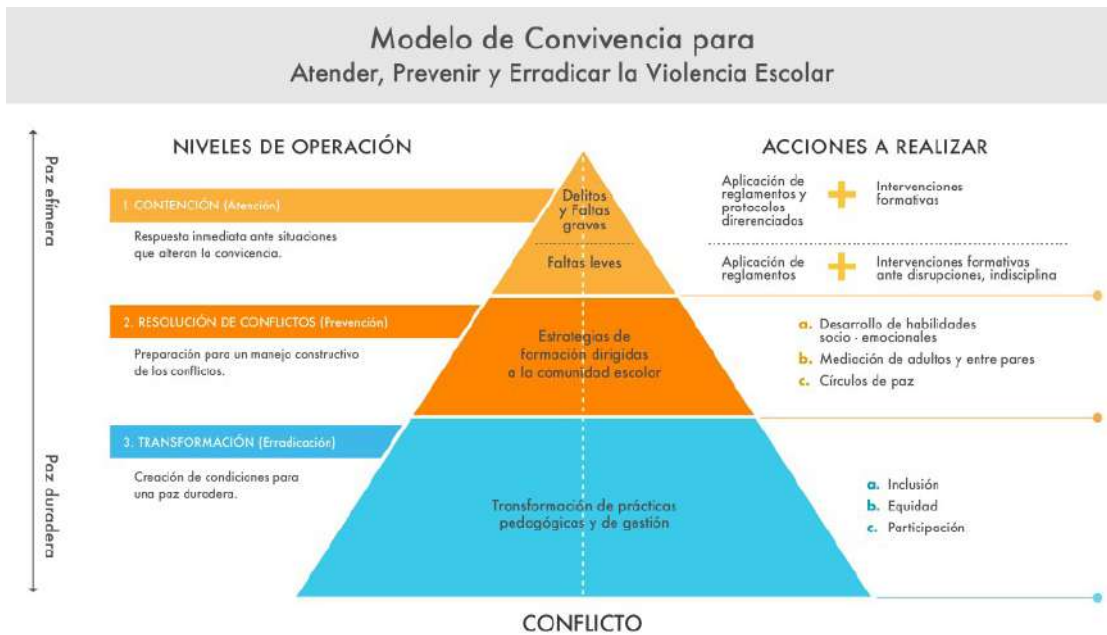 Modelo de Convivencia para
Atender, Prevenir y Erradicar la Violencia Escolar
Paz efímera
Paz duradera
NIVELES DE OPERACIÓN
1. CONTENCIÓN (Atención)
Respuesta inmediata ante situaciones
que alteran la convicencia.
2. RESOLUCIÓN DE CONFLICTOS (Prevención)
Preparación para un manejo constructivo
de los conflictos.
3. TRANSFORMACIÓN (Erradicación)
Creación de condiciones para
una paz duradera.
Delitos
y Faltas
graves
Faltas leves
Estrategias de
formación dirigidas
a la comunidad escolar
Transformación de prácticas
pedagógicas y de gestión
CONFLICTO
ACCIONES A REALIZAR
Aplicación de
reglamentos y
protocolos
direrenciados
+
Intervenciones
formativas
Aplicación de
reglamentos
+
Intervenciones formativas
ante disrupciones, indisciplina
a. Desarrollo de habilidades
socio - emocionales
b. Mediación de adultos y entre pares
c. Círculos de paz
a. Inclusión
b. Equidad
c. Participación